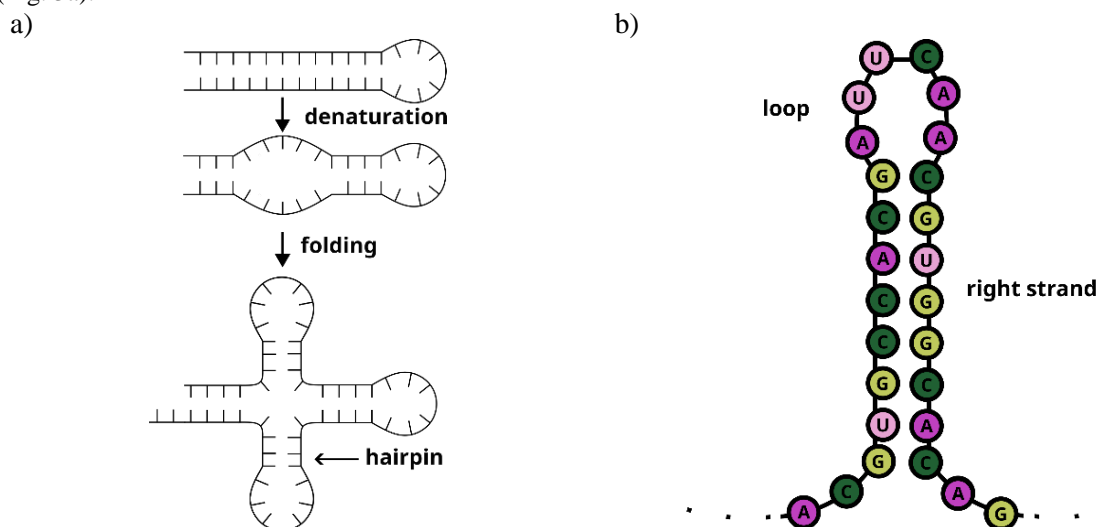 a)
denaturation
folding
hairpin
b)
U C
U A
loop
A A
G C
C G
A U
right strand
C G
C G
G C
U A
G C
C A
A G